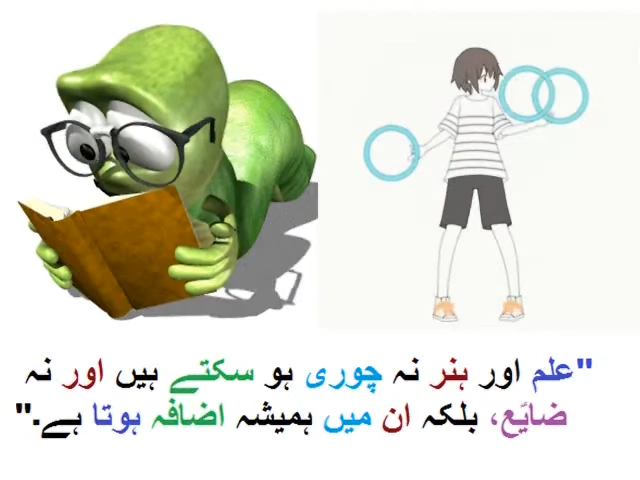 "علم اور ہنر نہ چوری ہو سکتے ہیں اور نہ
ضائع، بلکہ ان میں ہمیشہ اضافہ ہوتا ہے."